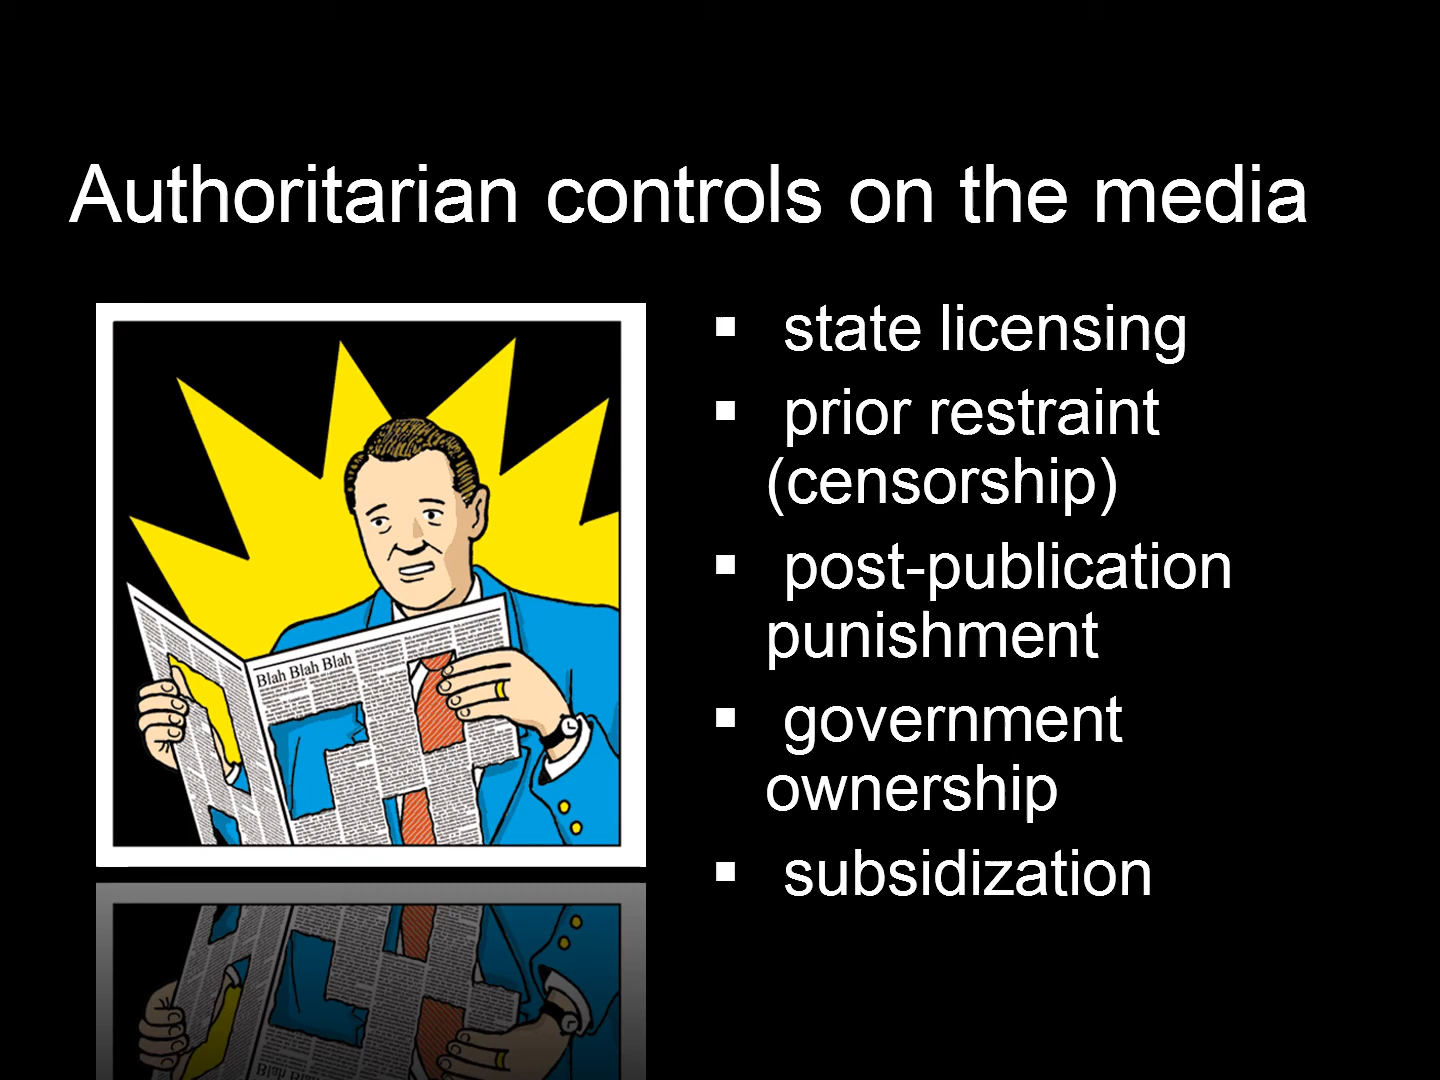 Authoritarian controls on the media
▪ state licensing
▪ prior restraint
(censorship)
▪ post-publication
punishment
▪ government
ownership
▪ subsidization
Blah Blah Blah